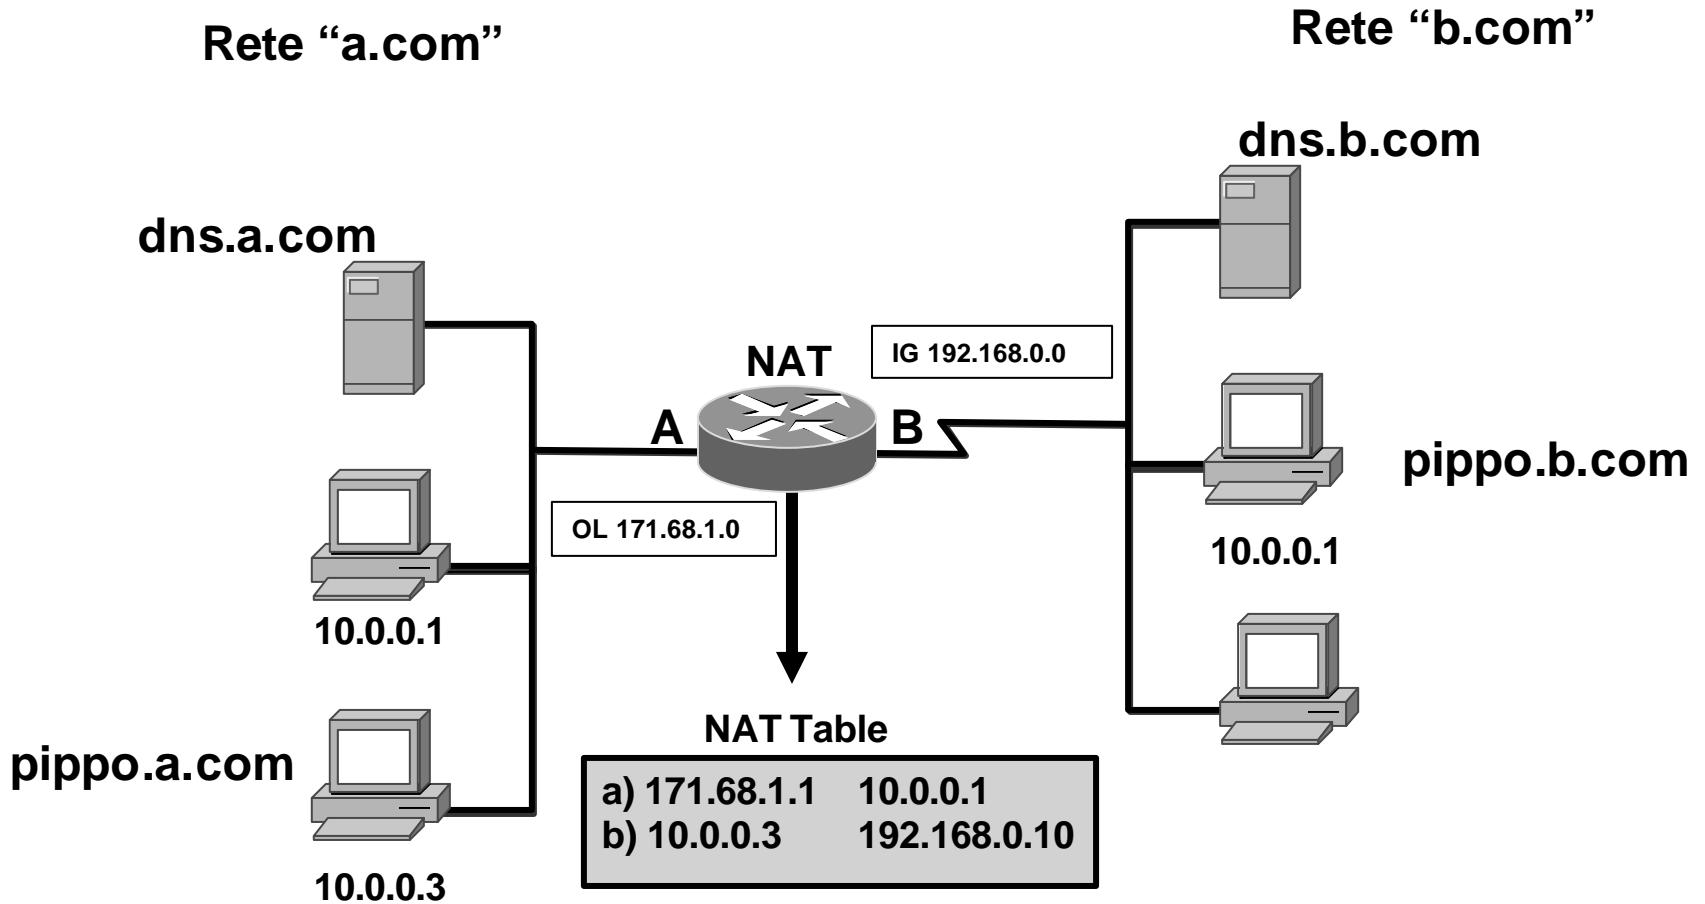 Rete “a.com”
Rete “b.com”
dns.b.com
dns.a.com
NAT
IG 192.168.0.0
A
B
pippo.b.com
OL 171.68.1.0
10.0.0.1
10.0.0.1
NAT Table
pippo.a.com
a) 171.68.1.1 10.0.0.1
b) 10.0.0.3 192.168.0.10
10.0.0.3